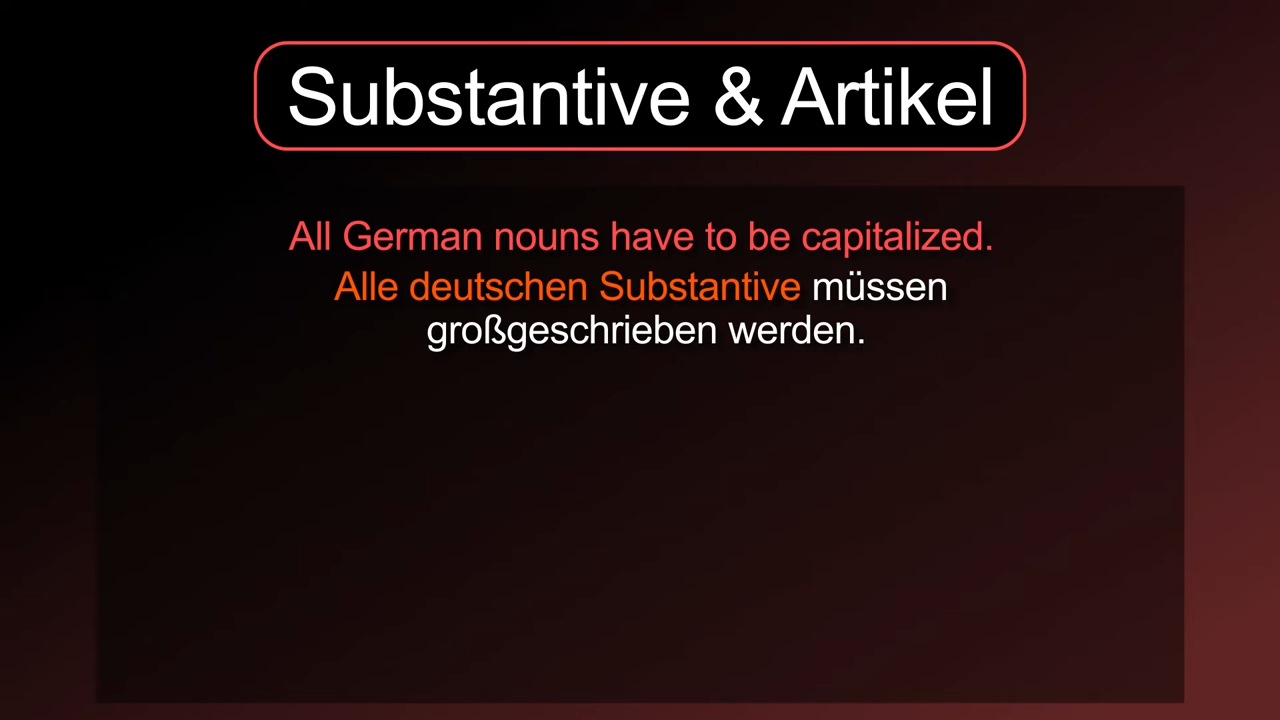 Substantive & Artikel
All German nouns have to be capitalized.
Alle deutschen Substantive müssen
großgeschrieben werden.